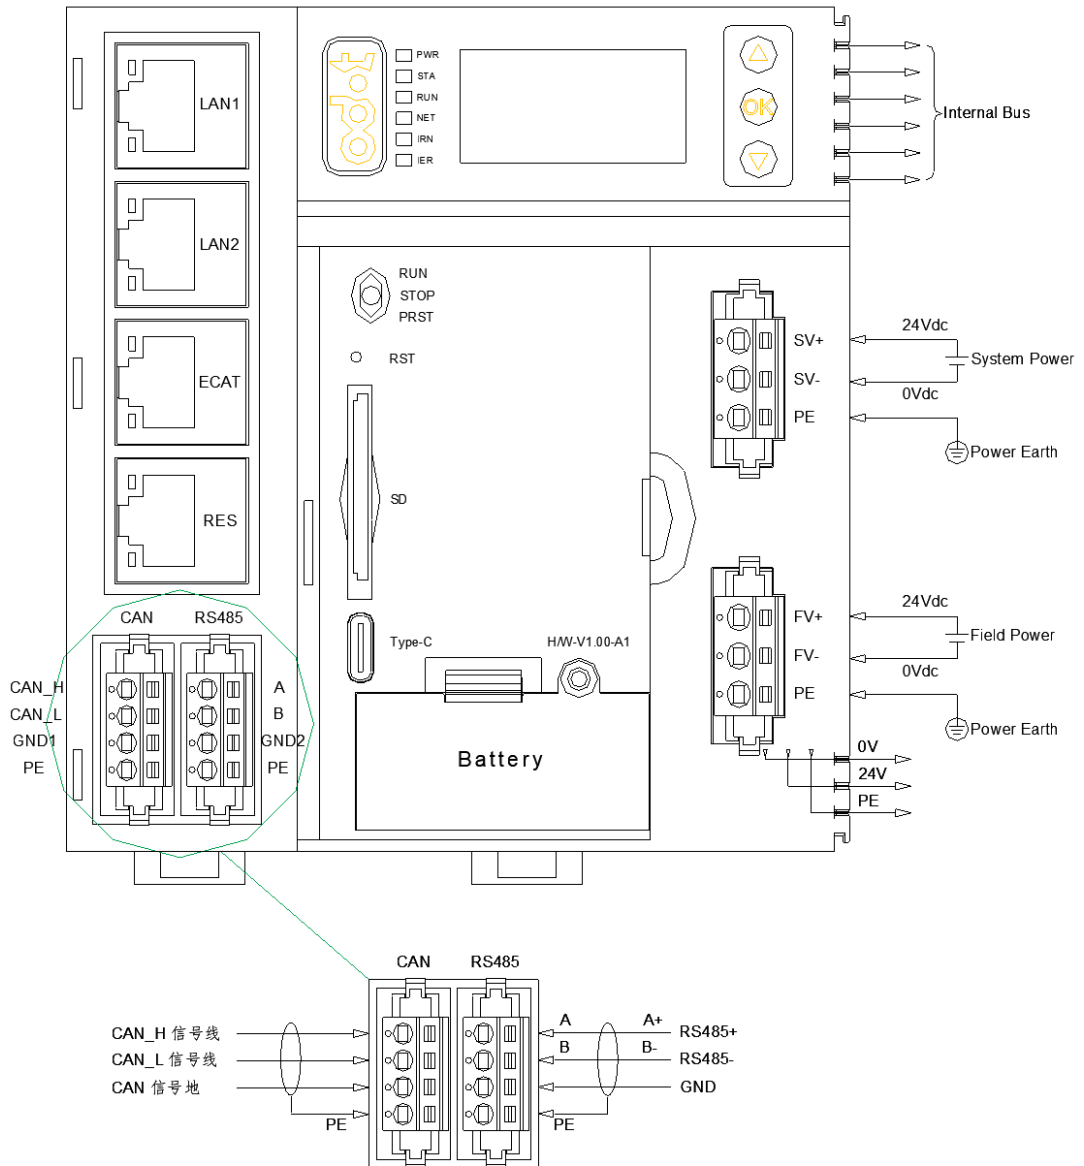 PWR
STA
RUN
NET
IRN
IER
odot
OK
Internal Bus
LAN1
LAN2
ECAT
RES
RUN
STOP
PRST
RST
SD
Type-C
H/W-V1.00-A1
Battery
SV+
SV-
PE
24Vdc
System Power
0Vdc
Power Earth
FV+
FV-
PE
24Vdc
Field Power
0Vdc
Power Earth
0V
24V
PE
CAN RS485
CAN_H A
CAN_L B
GND1 GND2
PE PE
CAN RS485
CAN_H 信号线 A A+ RS485+
CAN_L 信号线 B B- RS485-
CAN 信号地 GND
PE PE